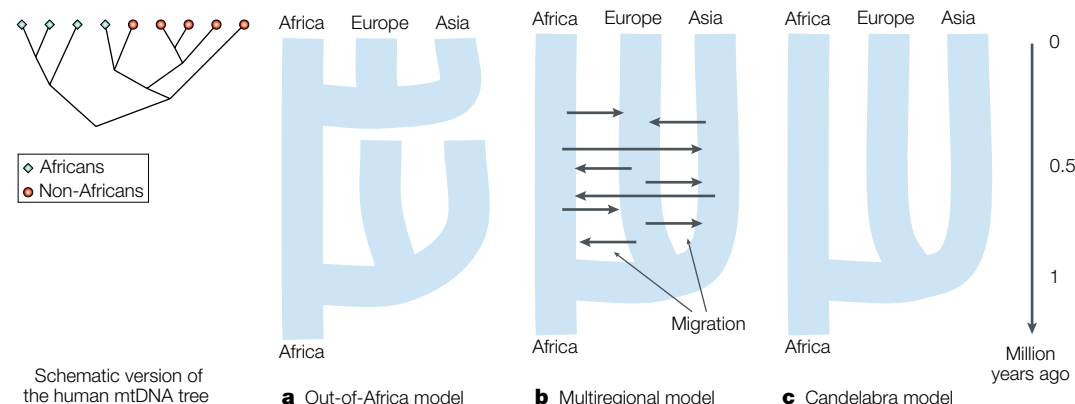 Africa Europe Asia
Africa Europe Asia
Africa Europe Asia
0
Africans
Non-Africans
0.5
1
Migration
Africa
Africa
Africa
Million
years ago
Schematic version of
the human mtDNA tree
a Out-of-Africa model
b Multiregional model
c Candelabra model